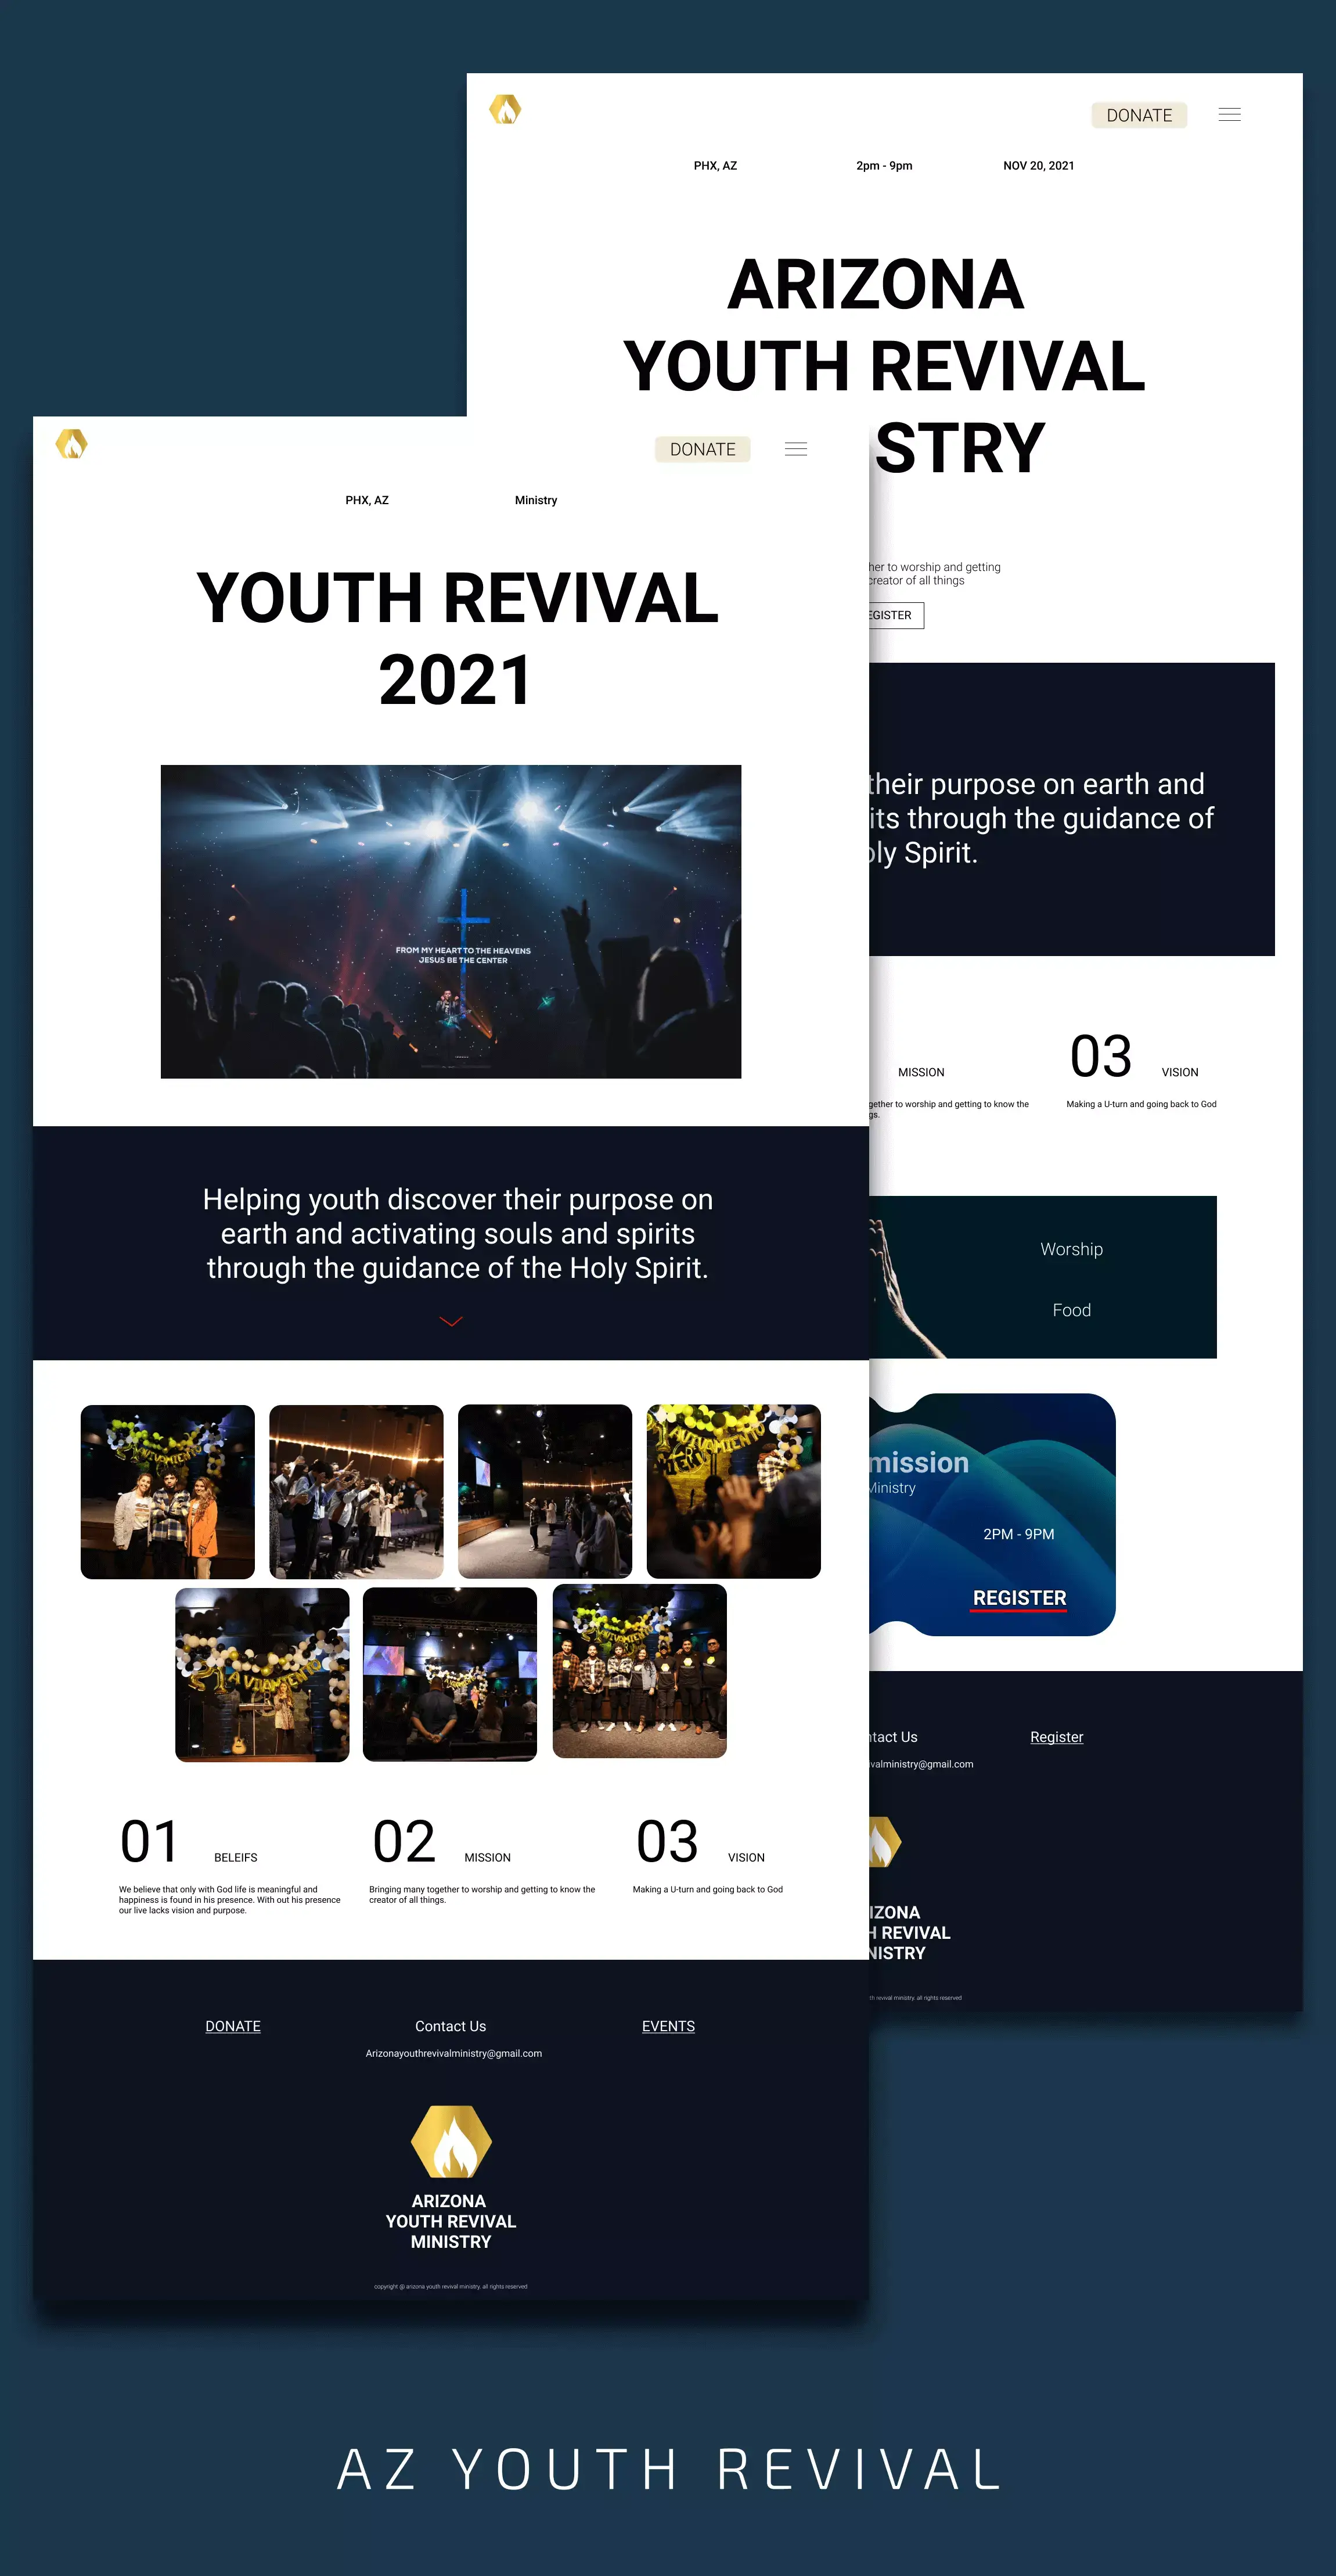 DONATE
PHX, AZ 2pm - 9pm NOV 20, 2021
ARIZONA
YOUTH REVIVAL
STRY
her to worship and getting
creator of all things
EGISTER
their purpose on earth and
its through the guidance of
oly Spirit.
03
MISSION VISION
gether to worship and getting to know the
gs.
Making a U-turn and going back to God
Worship
Food
mission
Ministry
2PM - 9PM
REGISTER
ntact Us Register
ivalministry@gmail.com
IZONA
H REVIVAL
NISTRY
th revival ministry. all rights reserved
DONATE
PHX, AZ Ministry
YOUTH REVIVAL
2021
FROM MY HEART TO THE HEAVENS
JESUS BE THE CENTER
Helping youth discover their purpose on
earth and activating souls and spirits
through the guidance of the Holy Spirit.
AVIVAMIENTO
01 BELEIFS
We believe that only with God life is meaningful and
happiness is found in his presence. With out his presence
our live lacks vision and purpose.
02 MISSION
Bringing many together to worship and getting to know the
creator of all things.
03 VISION
Making a U-turn and going back to God
DONATE Contact Us EVENTS
Arizonayouthrevivalministry@gmail.com
ARIZONA
YOUTH REVIVAL
MINISTRY
copyright @ arizona youth revival ministry. all rights reserved
AZ YOUTH REVIVAL